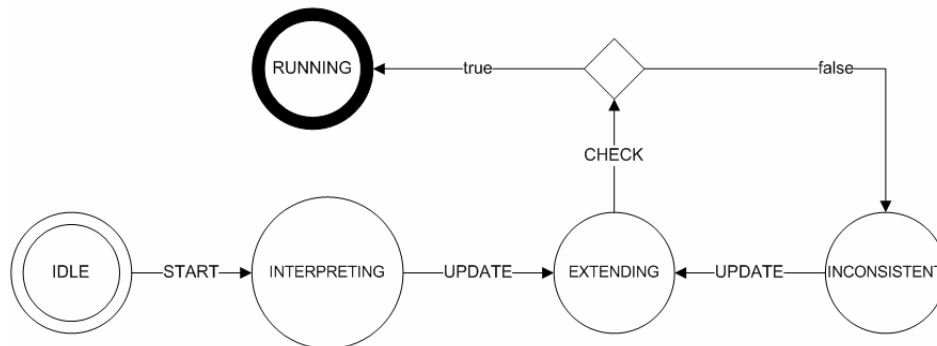 RUNNING
true
false
CHECK
IDLE
START
INTERPRETING
UPDATE
EXTENDING
UPDATE
INCONSISTENT